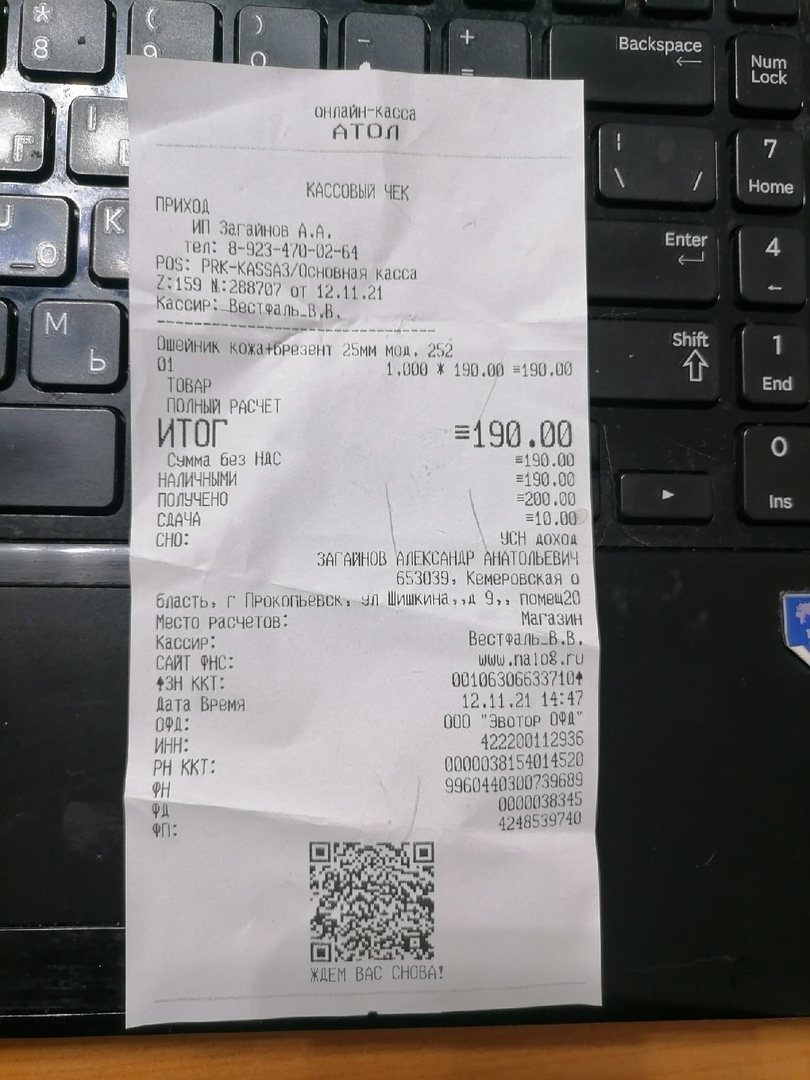 * 8
( 9
) 0
-
+ =
Backspace
Num Lock
Г
7 Home
\ /
U О
К
Enter
4
М Ь
Shift
1 End
0 Ins
онлайн-касса
АТОЛ
КАССОВЫЙ ЧЕК
ПРИХОД
ИП Загайнов А.А.
тел: 8-923-470-02-64
POS: PRK-KASSA3/Основная касса
Z:159 N:288707 от 12.11.21
Кассир: Вестфаль_В.В.
--------------------------------
Ошейник кожа+брезент 25мм мод. 252
01 1.000 * 190.00 ≡190.00
ТОВАР
ПОЛНЫЙ РАСЧЕТ
ИТОГ ≡190.00
Сумма без НДС ≡190.00
НАЛИЧНЫМИ ≡190.00
ПОЛУЧЕНО ≡200.00
СДАЧА ≡10.00
СНО: УСН доход
ЗАГАЙНОВ АЛЕКСАНДР АНАТОЛЬЕВИЧ
653039, Кемеровская о
бласть, г Прокопьевск, ул Шишкина,,д 9,, помещ20
Место расчетов: Магазин
Кассир: Вестфаль_В.В.
САЙТ ФНС: www.nalog.ru
↑ЗН ККТ: 00106306633710↑
Дата Время 12.11.21 14:47
ОФД: ООО "Эвотор ОФД"
ИНН: 422200112936
РН ККТ: 0000038154014520
ФН 9960440300739689
ФД 0000038345
ФП: 4248539740
ЖДЕМ ВАС СНОВА!